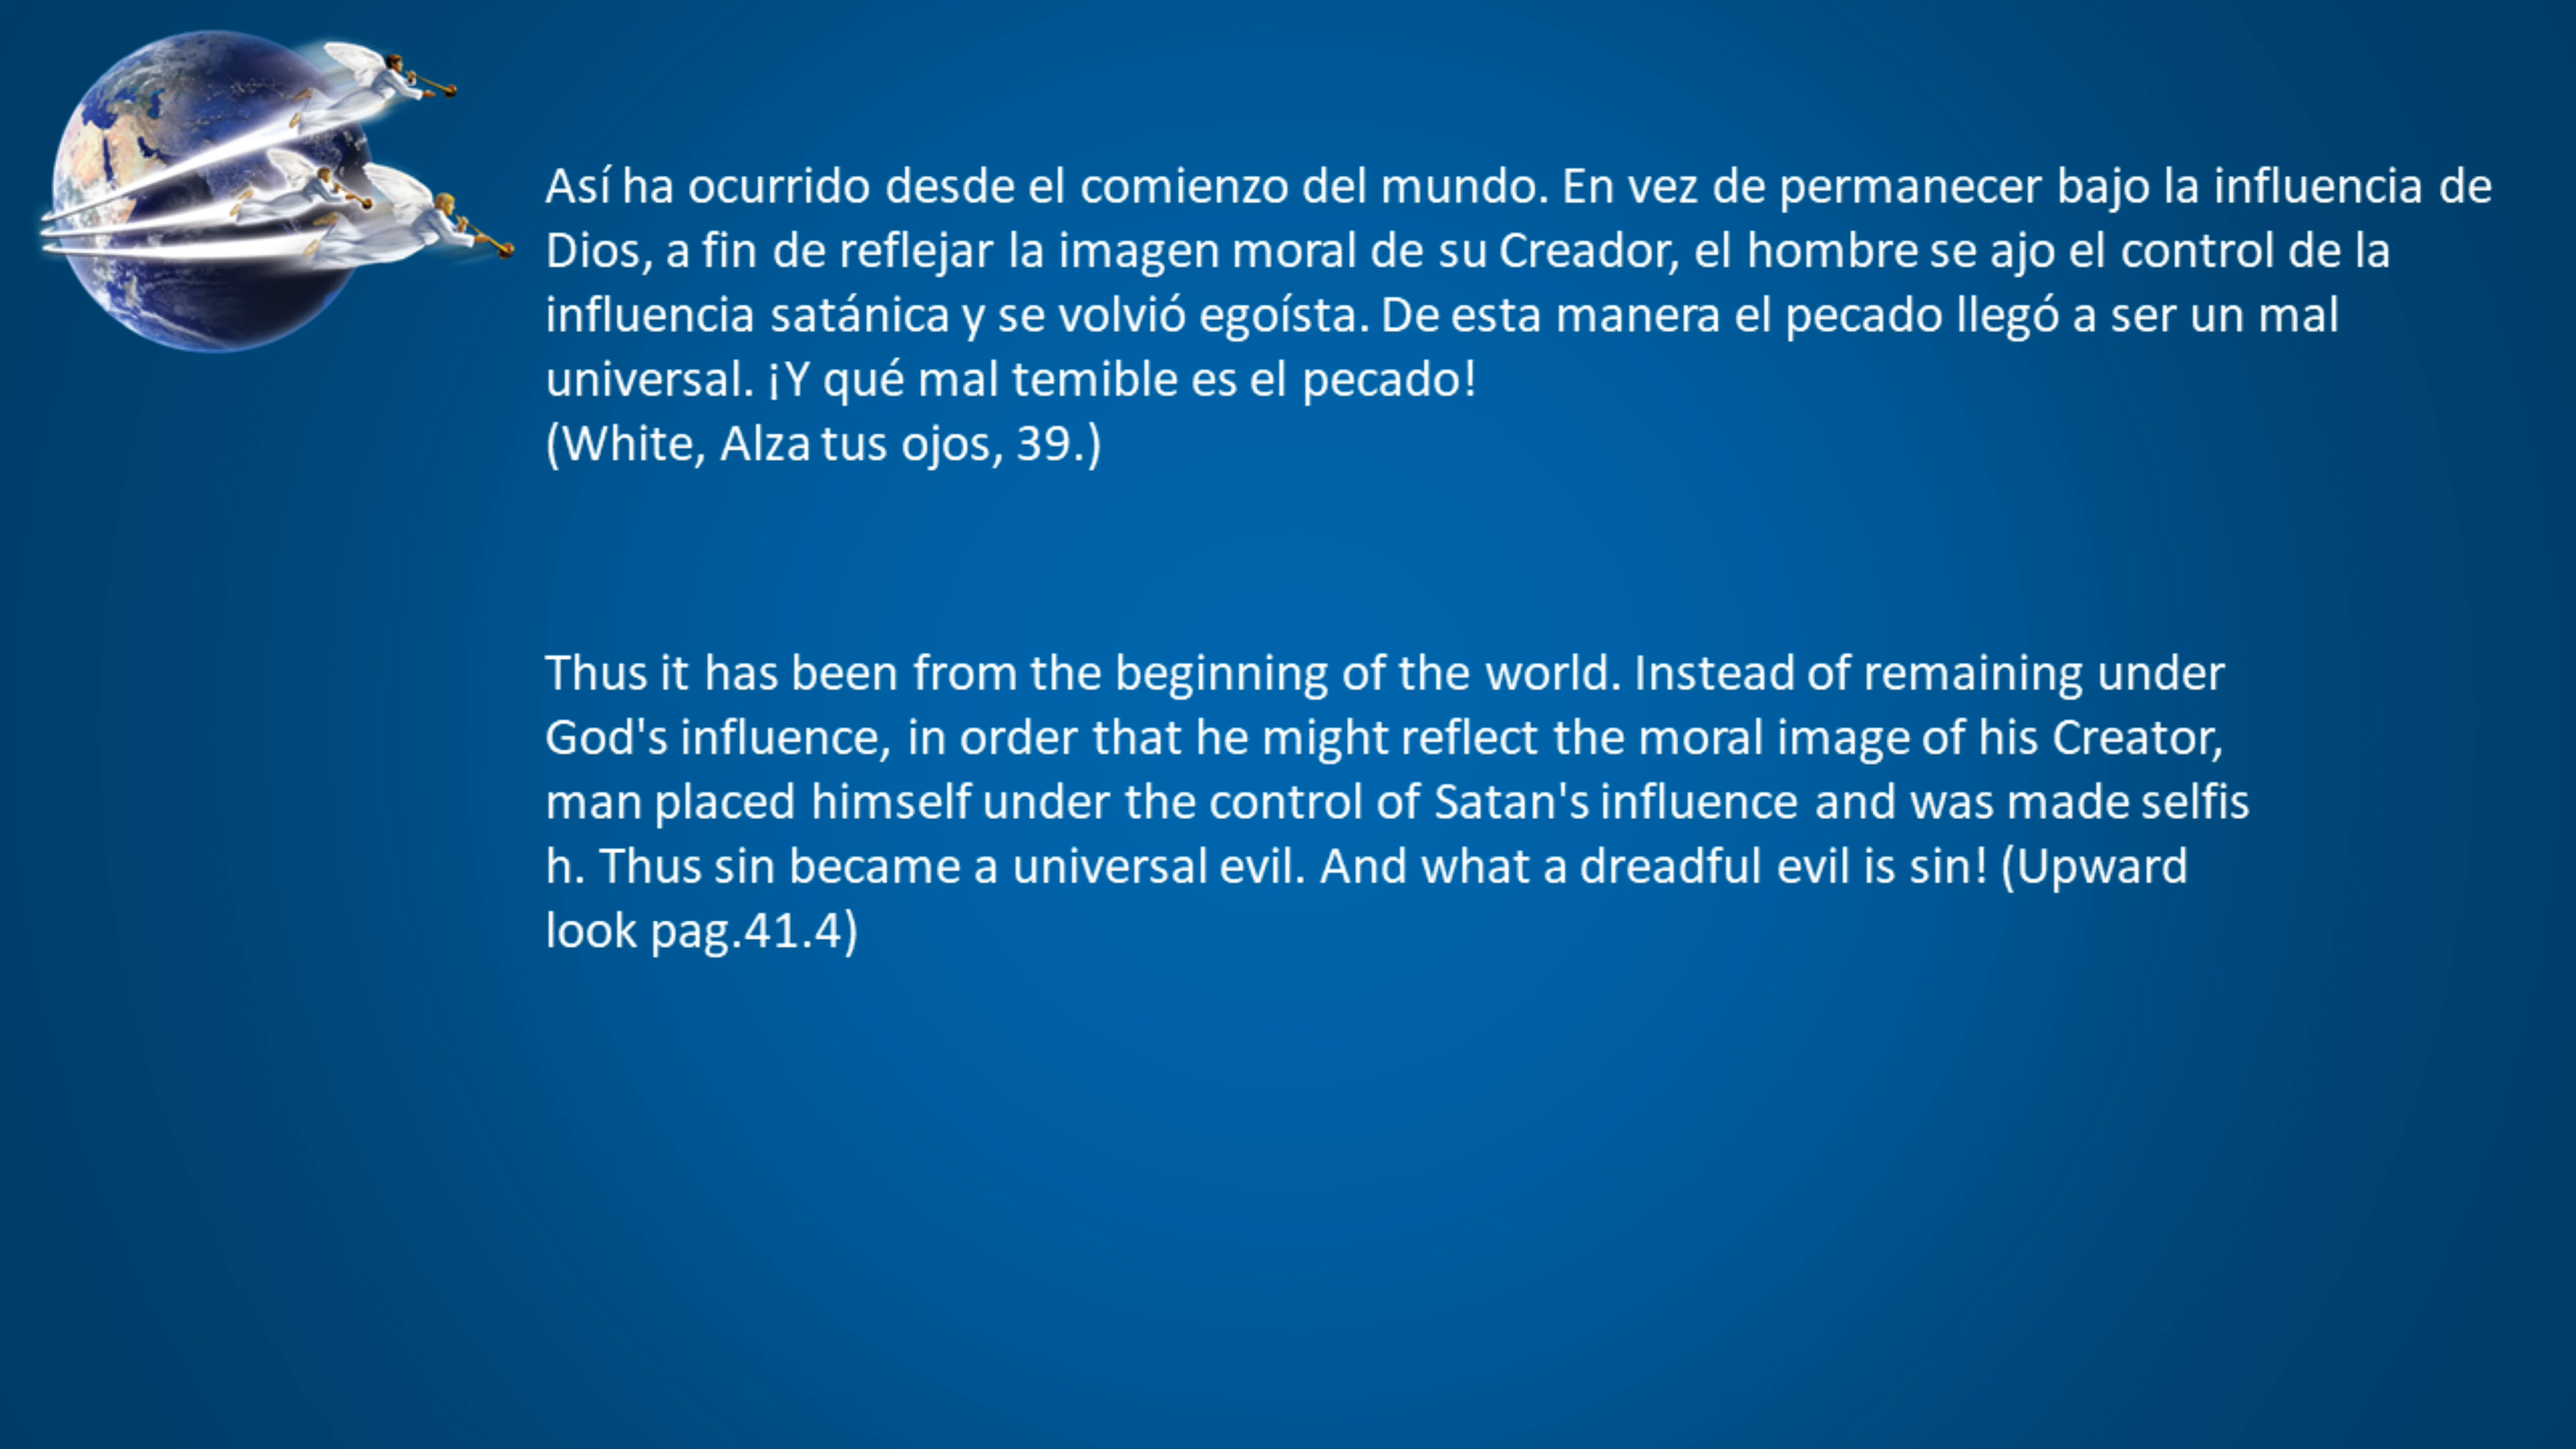 Así ha ocurrido desde el comienzo del mundo. En vez de permanecer bajo la influencia de
Dios, a fin de reflejar la imagen moral de su Creador, el hombre se ajo el control de la
influencia satánica y se volvió egoísta. De esta manera el pecado llegó a ser un mal
universal. ¡Y qué mal temible es el pecado!
(White, Alza tus ojos, 39.)
Thus it has been from the beginning of the world. Instead of remaining under
God's influence, in order that he might reflect the moral image of his Creator,
man placed himself under the control of Satan's influence and was made selfis
h. Thus sin became a universal evil. And what a dreadful evil is sin! (Upward
look pag.41.4)